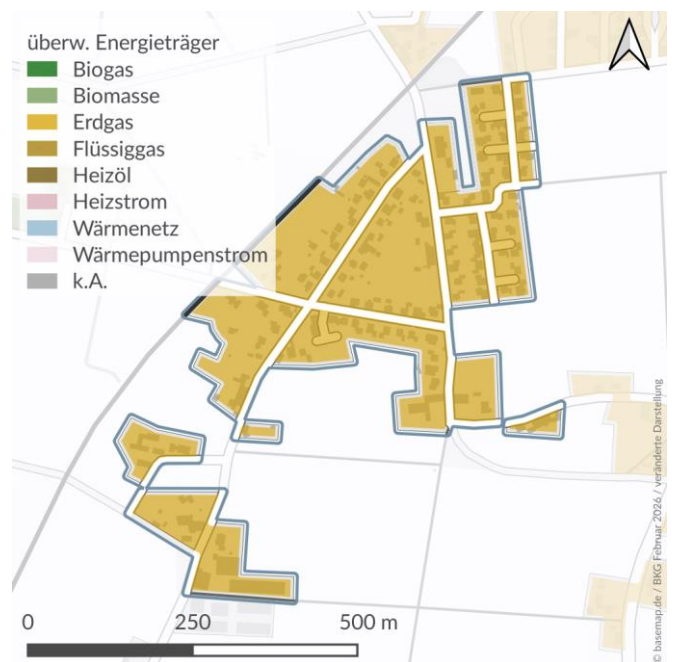 überw. Energieträger
Biogas
Biomasse
Erdgas
Flüssiggas
Heizöl
Heizstrom
Wärmenetz
Wärmepumpenstrom
k.A.
0 250 500 m
© basemap.de / BKG Februar 2026 / veränderte Darstellung